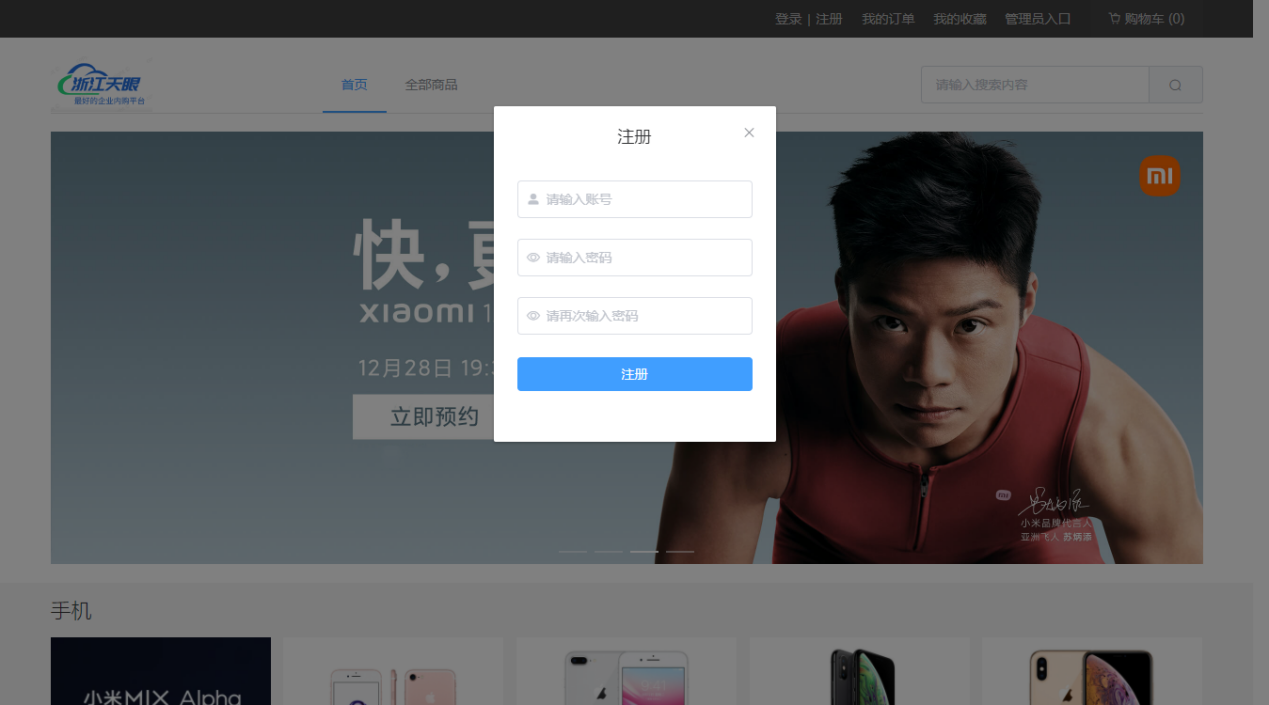 登录 | 注册 我的订单 我的收藏 管理员入口 购物车 (0)
浙江天眼
最好的企业内购平台
首页 全部商品
请输入搜索内容
注册
请输入账号
请输入密码
请再次输入密码
注册
快,更
xiaomi 1
12月28日 19:
立即预约
mi
小米品牌代言人
亚洲飞人 苏炳添
手机
小米MIX Alpha